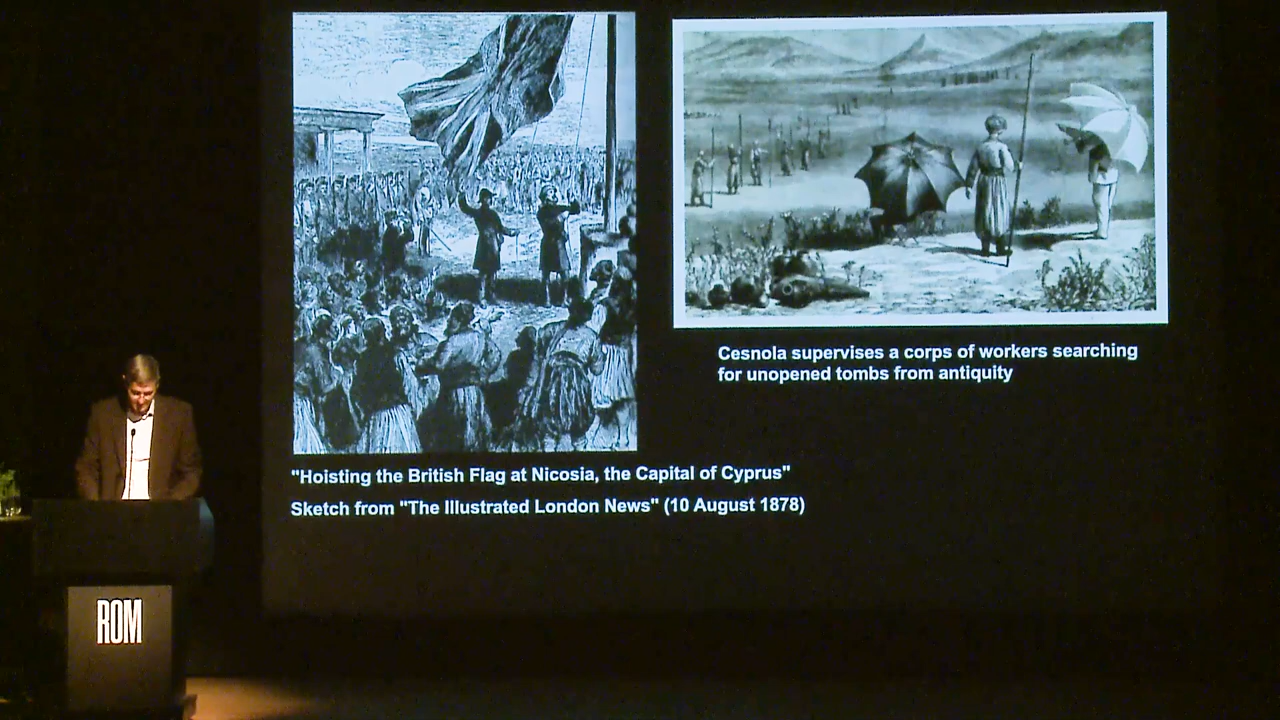 Cesnola supervises a corps of workers searching
for unopened tombs from antiquity
"Hoisting the British Flag at Nicosia, the Capital of Cyprus"
Sketch from "The Illustrated London News" (10 August 1878)
ROM